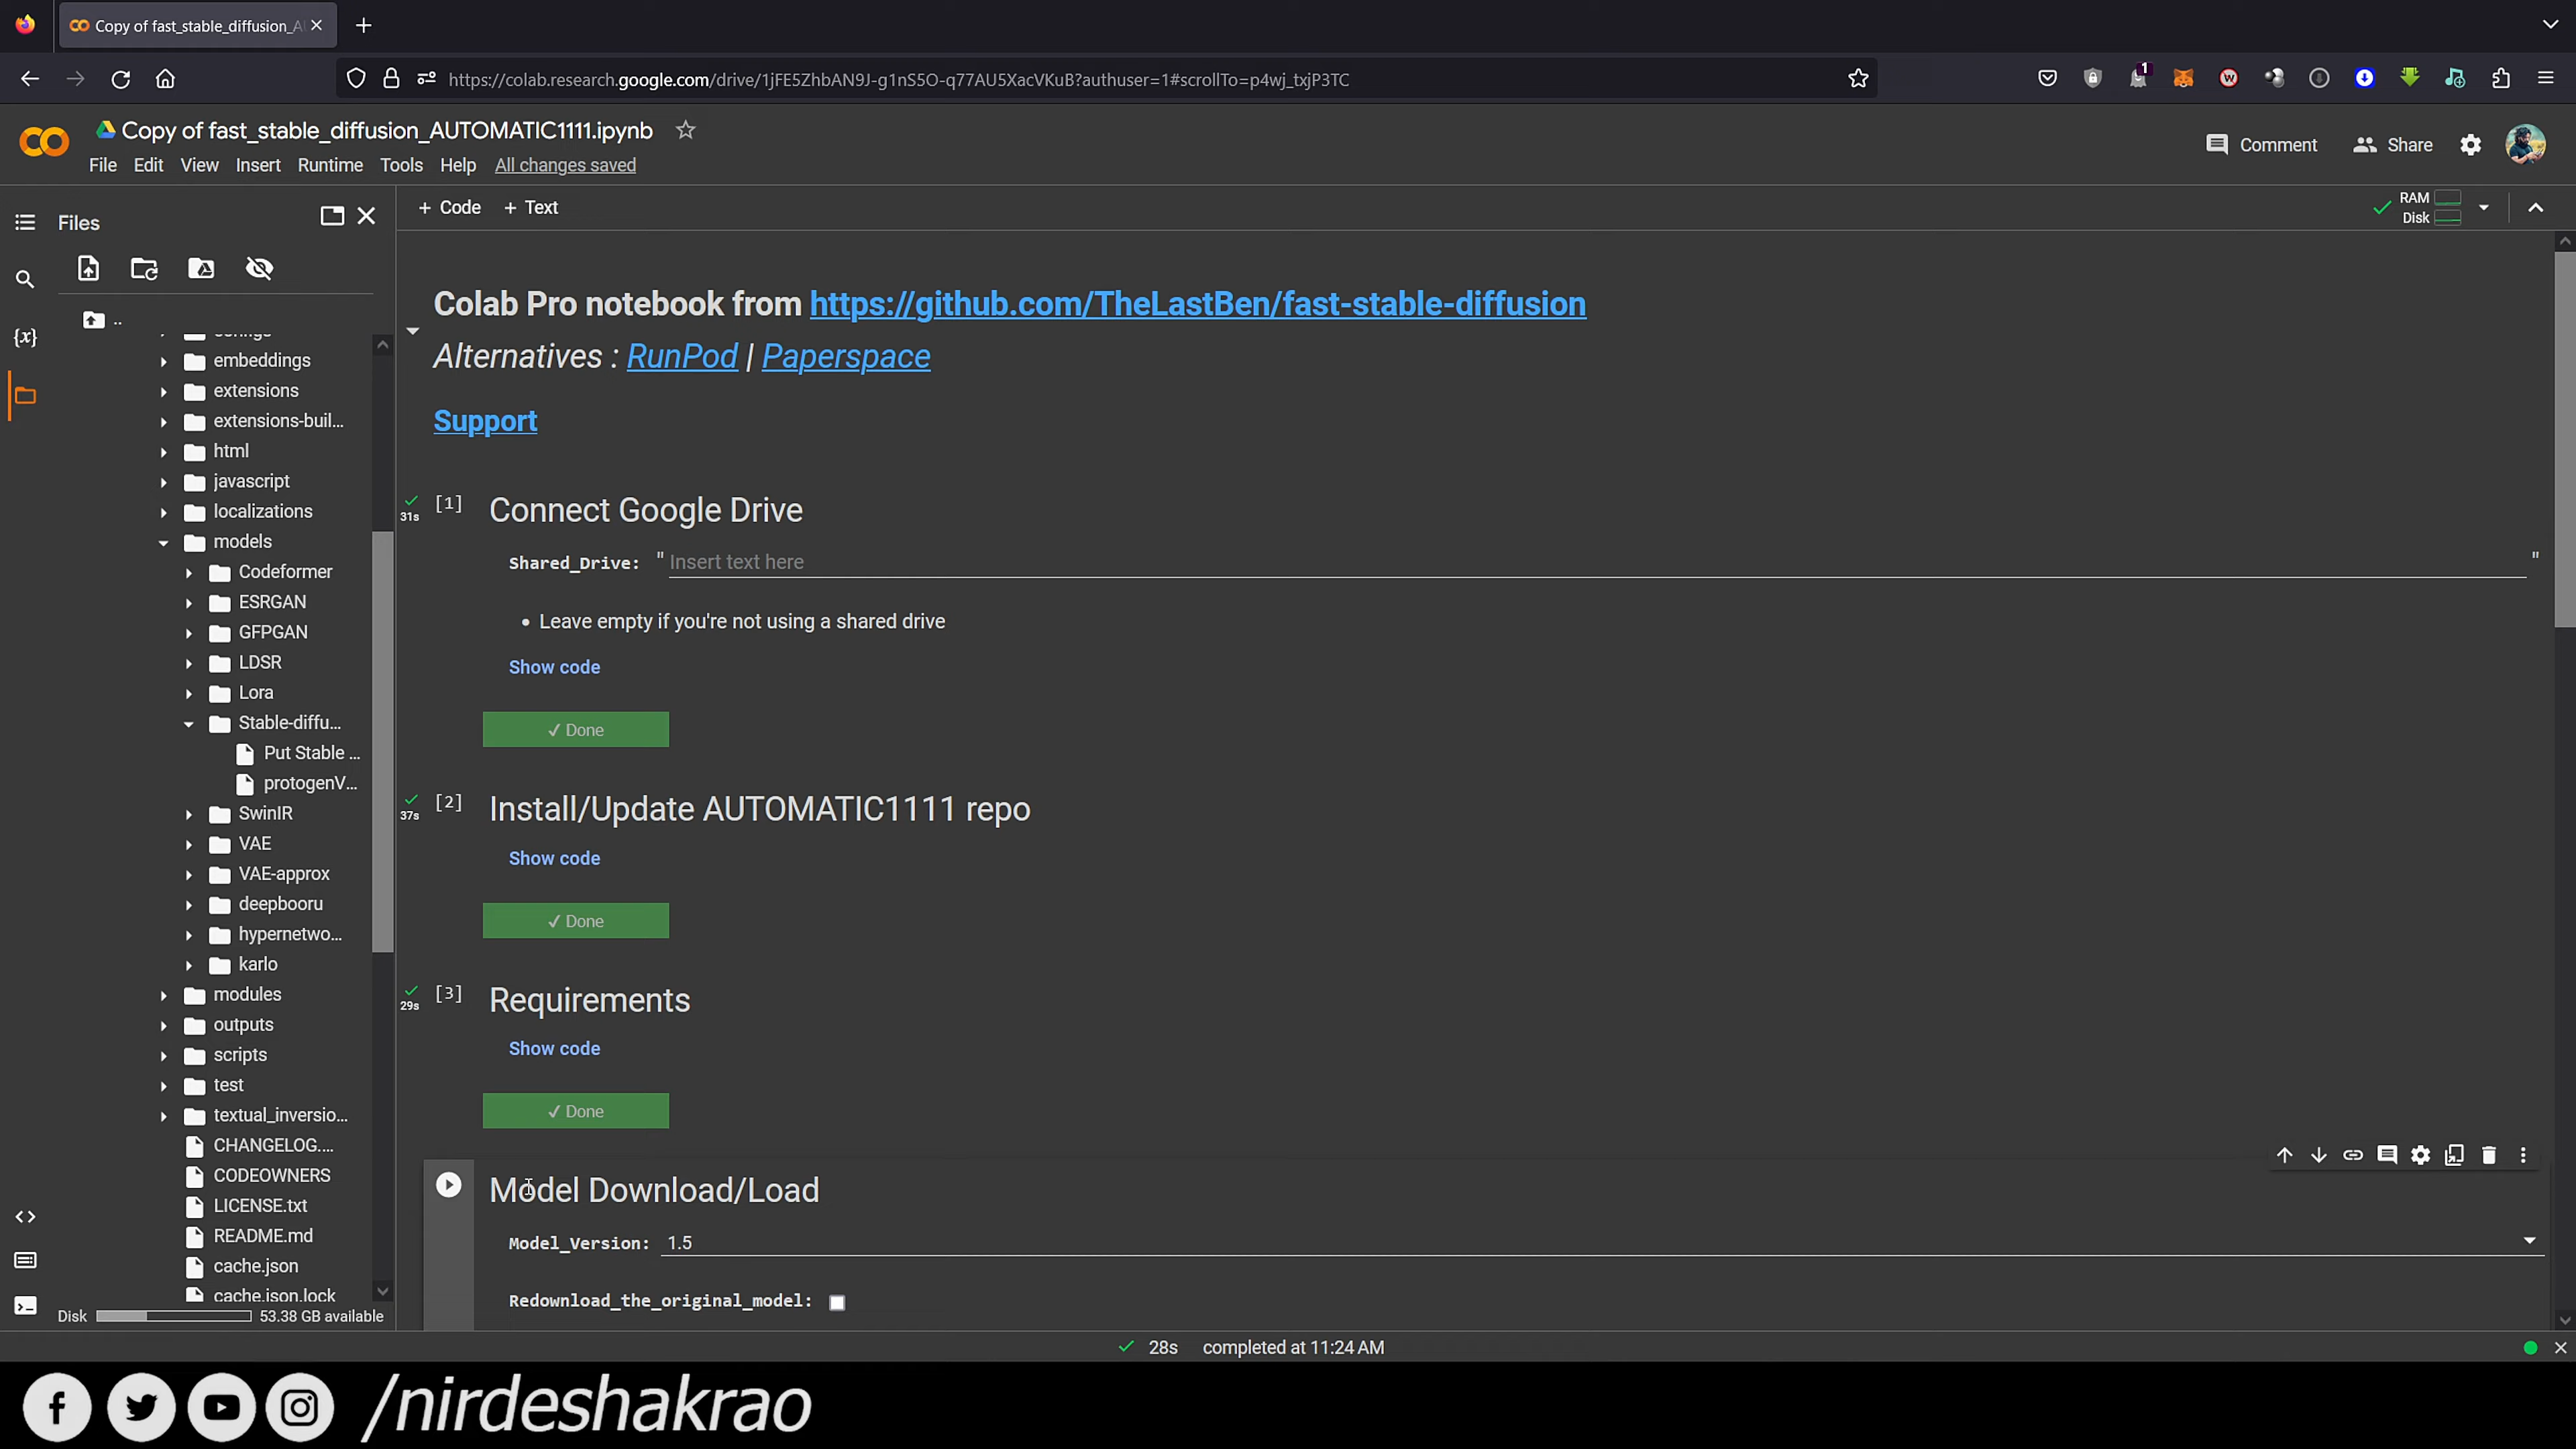 Copy of fast_stable_diffusion_A
https://colab.research.google.com/drive/1jFE5ZhbAN9J-g1nS5O-q77AU5XacVKuB?authuser=1#scrollTo=p4wj_txjP3TC
1
Copy of fast_stable_diffusion_AUTOMATIC1111.ipynb
Comment
Share
File Edit View Insert Runtime Tools Help All changes saved
Files
+ Code + Text
RAM
Disk
..
embeddings
extensions
extensions-buil...
html
javascript
localizations
models
Codeformer
ESRGAN
GFPGAN
LDSR
Lora
Stable-diffu...
Put Stable ...
protogenV...
SwinIR
VAE
VAE-approx
deepbooru
hypernetwo...
karlo
modules
outputs
scripts
test
textual_inversio...
CHANGELOG....
CODEOWNERS
LICENSE.txt
README.md
cache.json
cache.json.lock
Disk 53.38 GB available
{x}
<>
Colab Pro notebook from https://github.com/TheLastBen/fast-stable-diffusion
Alternatives : RunPod | Paperspace
Support
31s [1] Connect Google Drive
Shared_Drive: " Insert text here "
• Leave empty if you're not using a shared drive
Show code
✓ Done
37s [2] Install/Update AUTOMATIC1111 repo
Show code
✓ Done
29s [3] Requirements
Show code
✓ Done
Model Download/Load
Model_Version: 1.5
Redownload_the_original_model:
✓ 28s completed at 11:24 AM
/nirdeshakrao